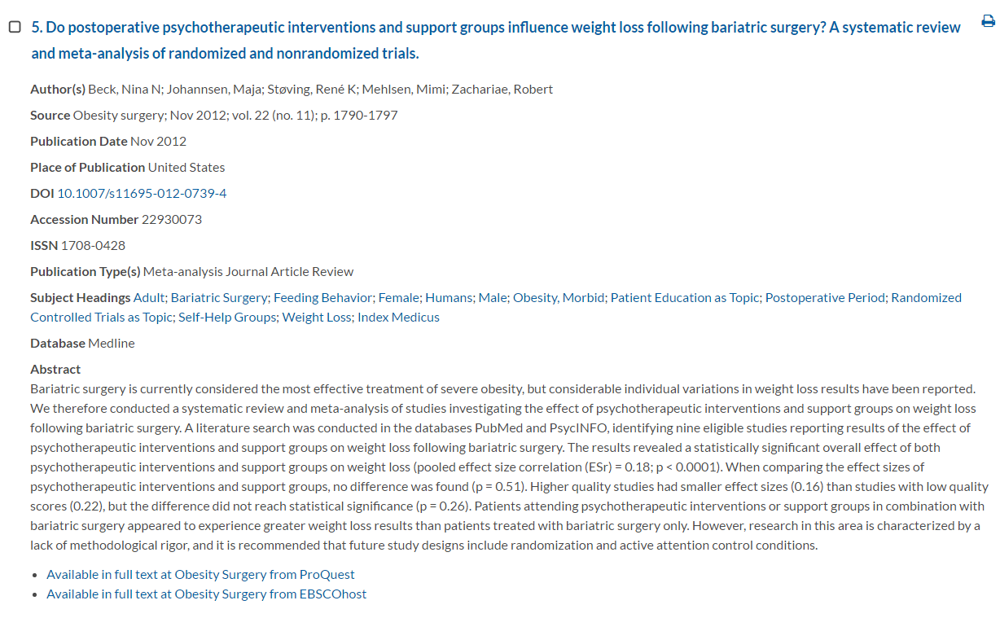 5. Do postoperative psychotherapeutic interventions and support groups influence weight loss following bariatric surgery? A systematic review
and meta-analysis of randomized and nonrandomized trials.
Author(s) Beck, Nina N; Johannsen, Maja; Støving, René K; Mehlsen, Mimi; Zachariae, Robert
Source Obesity surgery; Nov 2012; vol. 22 (no. 11); p. 1790-1797
Publication Date Nov 2012
Place of Publication United States
DOI 10.1007/s11695-012-0739-4
Accession Number 22930073
ISSN 1708-0428
Publication Type(s) Meta-analysis Journal Article Review
Subject Headings Adult; Bariatric Surgery; Feeding Behavior; Female; Humans; Male; Obesity, Morbid; Patient Education as Topic; Postoperative Period; Randomized
Controlled Trials as Topic; Self-Help Groups; Weight Loss; Index Medicus
Database Medline
Abstract
Bariatric surgery is currently considered the most effective treatment of severe obesity, but considerable individual variations in weight loss results have been reported.
We therefore conducted a systematic review and meta-analysis of studies investigating the effect of psychotherapeutic interventions and support groups on weight loss
following bariatric surgery. A literature search was conducted in the databases PubMed and PsycINFO, identifying nine eligible studies reporting results of the effect of
psychotherapeutic interventions and support groups on weight loss following bariatric surgery. The results revealed a statistically significant overall effect of both
psychotherapeutic interventions and support groups on weight loss (pooled effect size correlation (ESr) = 0.18; p < 0.0001). When comparing the effect sizes of
psychotherapeutic interventions and support groups, no difference was found (p = 0.51). Higher quality studies had smaller effect sizes (0.16) than studies with low quality
scores (0.22), but the difference did not reach statistical significance (p = 0.26). Patients attending psychotherapeutic interventions or support groups in combination with
bariatric surgery appeared to experience greater weight loss results than patients treated with bariatric surgery only. However, research in this area is characterized by a
lack of methodological rigor, and it is recommended that future study designs include randomization and active attention control conditions.
• Available in full text at Obesity Surgery from ProQuest
• Available in full text at Obesity Surgery from EBSCOhost